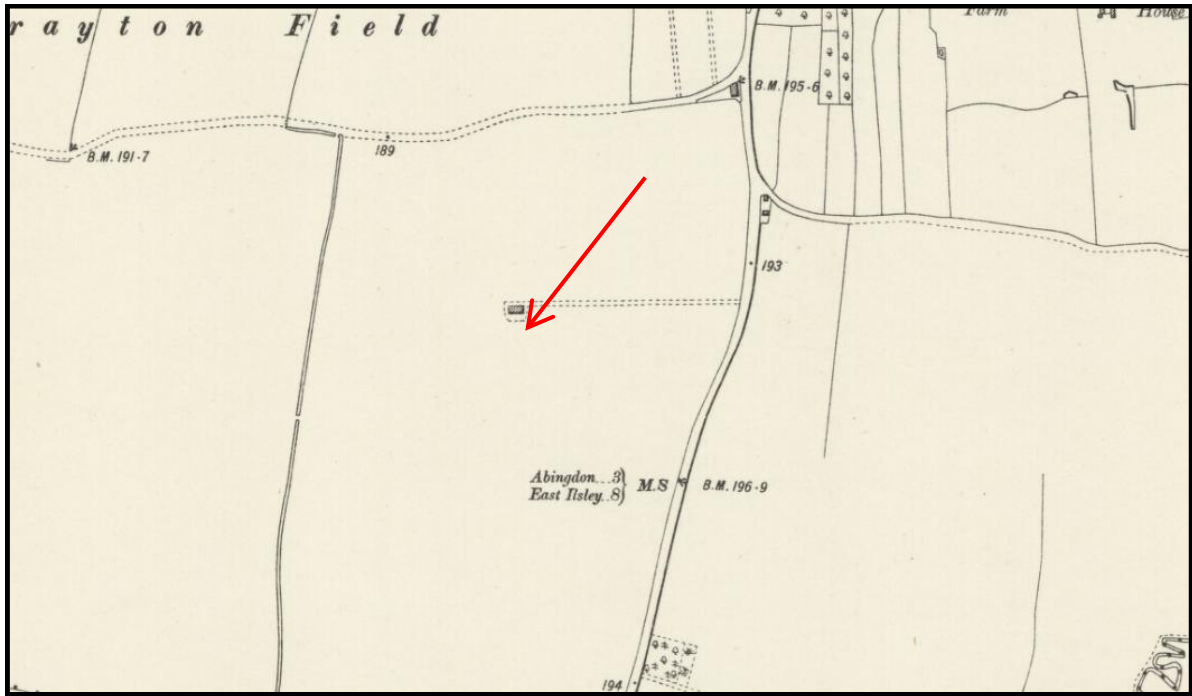 rayton Field
Farm House
B.M. 195·6
189
B.M. 191·7
193
Abingdon...3
East Ilsley..8
M.S
B.M. 196·9
194